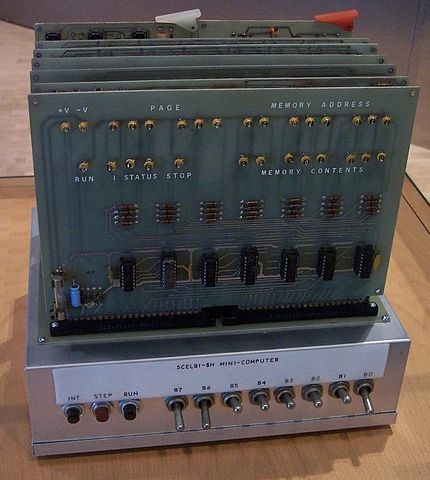 +V -V PAGE MEMORY ADDRESS
RUN I STATUS STOP MEMORY CONTENTS
SCELBI-8H MINI-COMPUTER
INT STEP RUN B7 B6 B5 B4 B3 B2 B1 B0